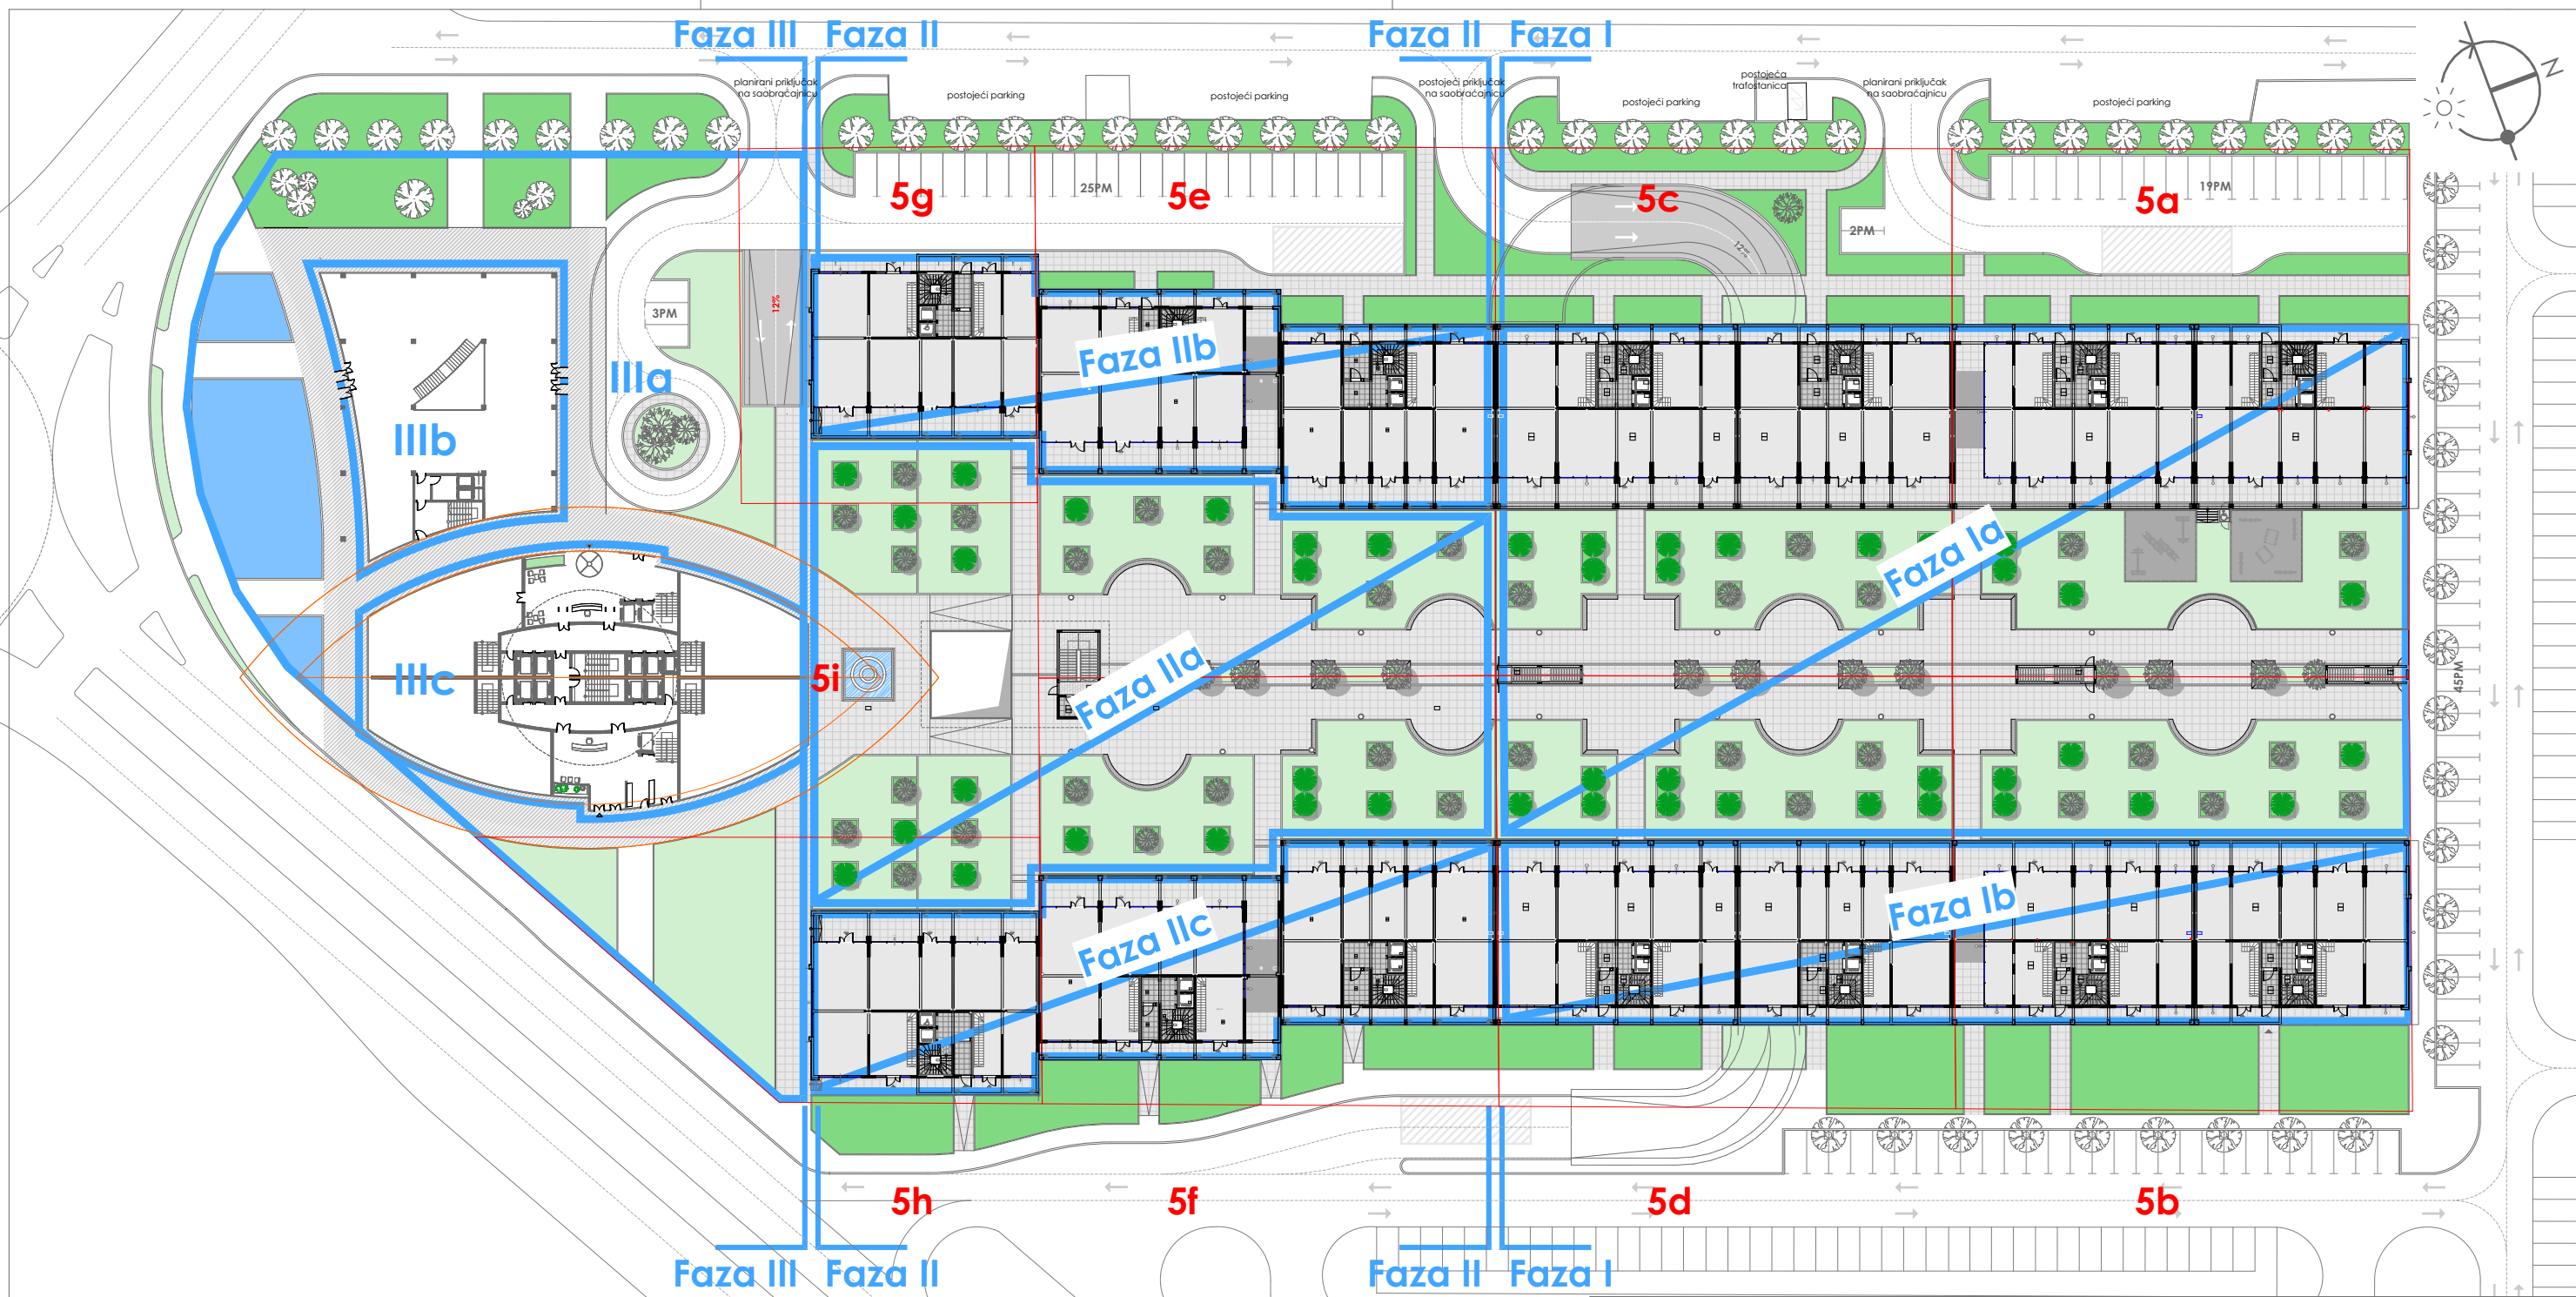 Faza III Faza II
Faza II Faza I
N
planirani priključak
na saobraćajnicu
postojeći parking
postojeći parking
postojeći priključak
na saobraćajnicu
postojeći parking
postojeća
trafostanica
planirani priključak
na saobraćajnicu
postojeći parking
5g
25PM
5e
5c
12%
2PM
5a
19PM
3PM
12%
IIIa
IIIb
Faza IIb
Faza Ia
IIIc
5i
Faza IIa
45PM
Faza IIc
Faza Ib
5h
5f
5d
5b
Faza III Faza II
Faza II Faza I